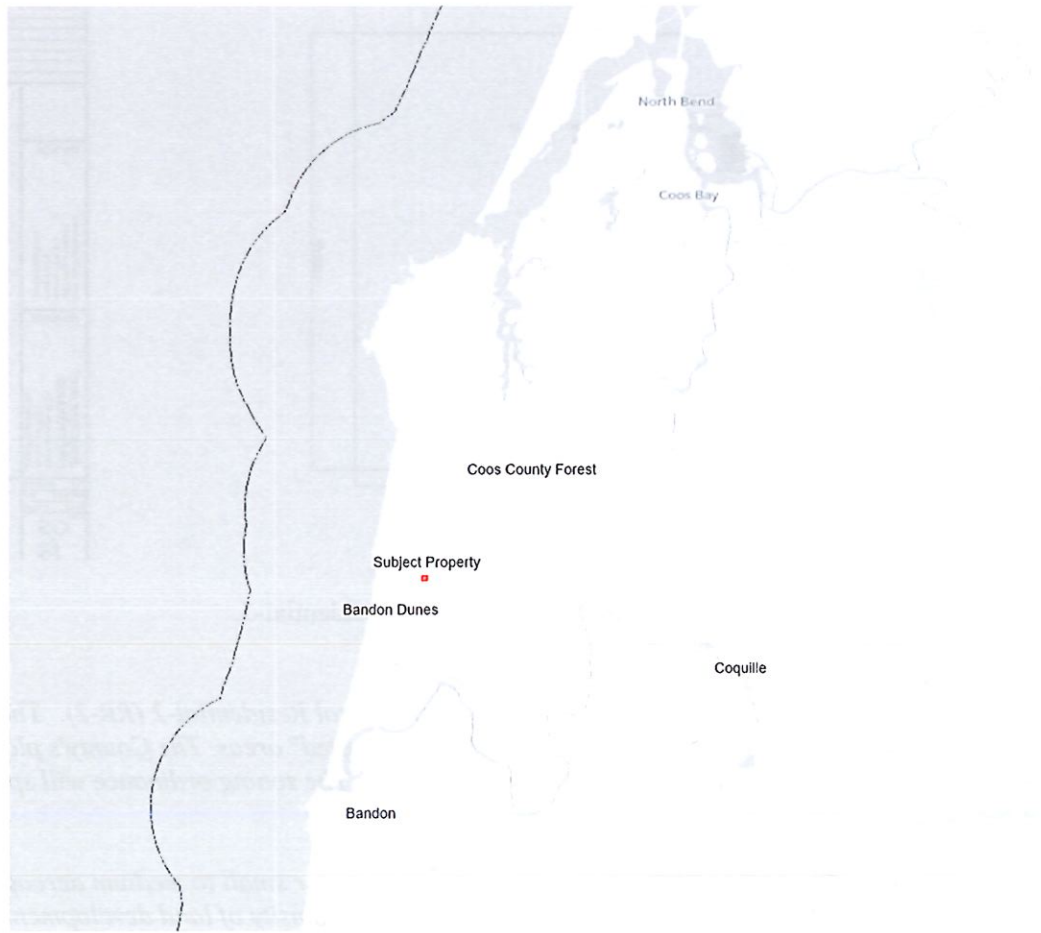 North Bend
Coos Bay
Coos County Forest
Subject Property
Bandon Dunes
Coquille
Bandon